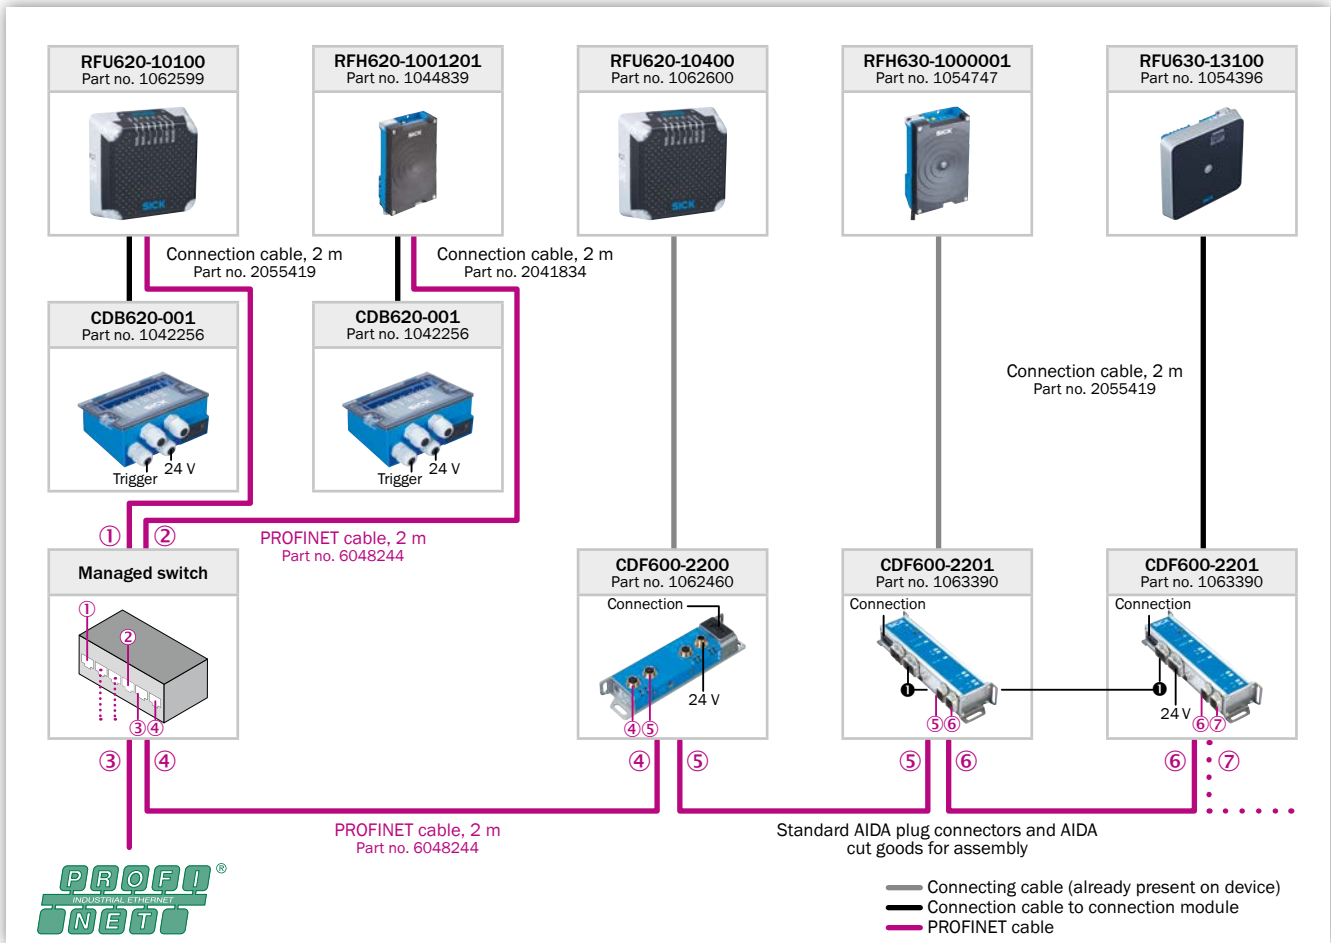 RFU620-10100
Part no. 1062599
RFH620-1001201
Part no. 1044839
RFU620-10400
Part no. 1062600
RFH630-1000001
Part no. 1054747
RFU630-13100
Part no. 1054396
SICK
SICK
SICK
SICK
SICK
Connection cable, 2 m
Part no. 2055419
Connection cable, 2 m
Part no. 2041834
CDB620-001
Part no. 1042256
CDB620-001
Part no. 1042256
SICK
SICK
Trigger
24 V
Trigger
24 V
Connection cable, 2 m
Part no. 2055419
① ②
PROFINET cable, 2 m
Part no. 6048244
Managed switch
①
②
③④
CDF600-2200
Part no. 1062460
Connection
24 V
④⑤
CDF600-2201
Part no. 1063390
Connection
❶
⑤⑥
CDF600-2201
Part no. 1063390
Connection
❶
24 V
⑥⑦
③ ④ ④ ⑤ ⑤ ⑥ ⑥ ⑦
PROFINET cable, 2 m
Part no. 6048244
Standard AIDA plug connectors and AIDA
cut goods for assembly
PROFI®
INDUSTRIAL ETHERNET
NET
Connecting cable (already present on device)
Connection cable to connection module
PROFINET cable